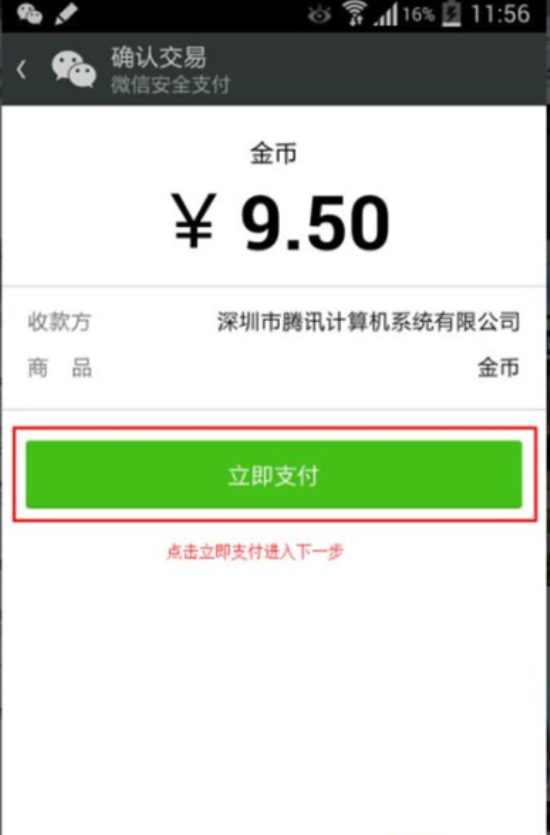 16% 11:56
确认交易
微信安全支付
金币
￥ 9.50
收款方 深圳市腾讯计算机系统有限公司
商 品 金币
立即支付
点击立即支付进入下一步